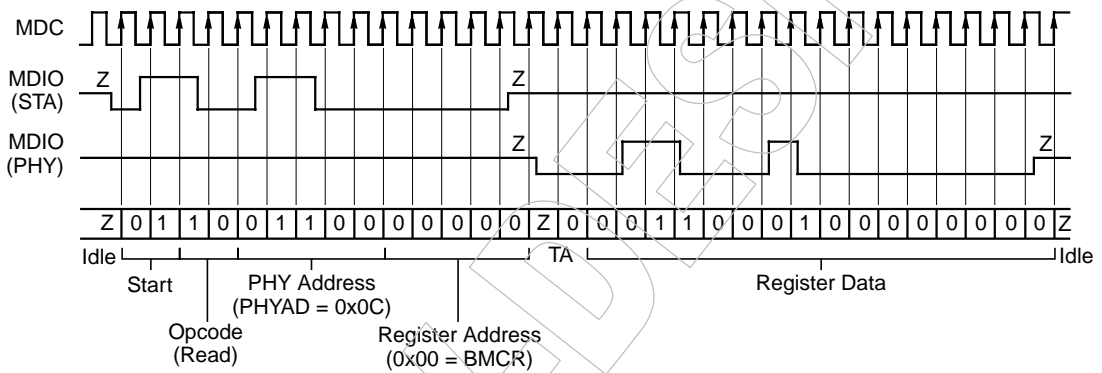 MDC
MDIO
(STA)
Z
Z
MDIO
(PHY)
Z
Z
Z 0 1 1 0 0 1 1 0 0 0 0 0 0 0 Z 0 0 0 1 1 0 0 0 1 0 0 0 0 0 0 0 0 Z
Idle
Start
Opcode
(Read)
PHY Address
(PHYAD = 0x0C)
Register Address
(0x00 = BMCR)
TA
Register Data
Idle